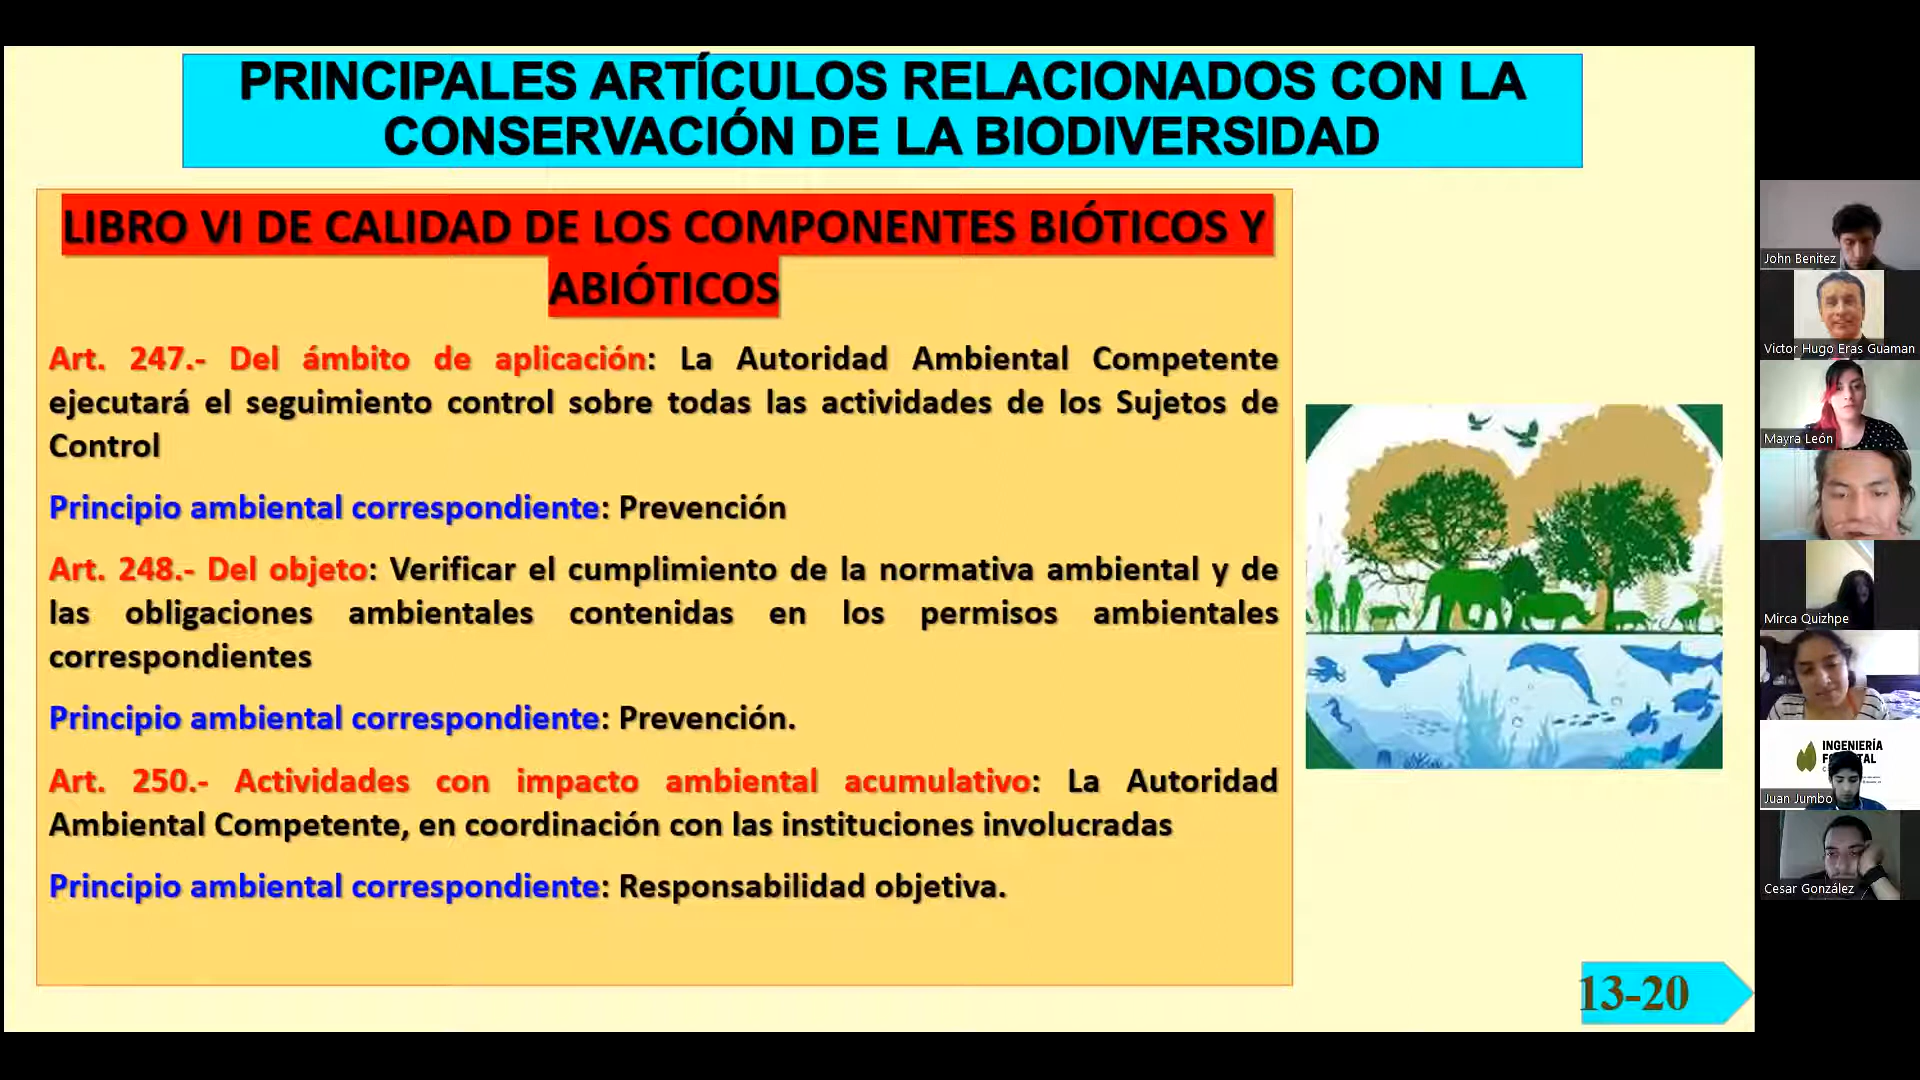 PRINCIPALES ARTÍCULOS RELACIONADOS CON LA
CONSERVACIÓN DE LA BIODIVERSIDAD
LIBRO VI DE CALIDAD DE LOS COMPONENTES BIÓTICOS Y
ABIÓTICOS
Art. 247.- Del ámbito de aplicación: La Autoridad Ambiental Competente
ejecutará el seguimiento control sobre todas las actividades de los Sujetos de
Control
Principio ambiental correspondiente: Prevención
Art. 248.- Del objeto: Verificar el cumplimiento de la normativa ambiental y de
las obligaciones ambientales contenidas en los permisos ambientales
correspondientes
Principio ambiental correspondiente: Prevención.
Art. 250.- Actividades con impacto ambiental acumulativo: La Autoridad
Ambiental Competente, en coordinación con las instituciones involucradas
Principio ambiental correspondiente: Responsabilidad objetiva.
13-20
John Benitez
Victor Hugo Eras Guaman
Mayra León
Mirca Quizhpe
INGENIERÍA
Juan Jumbo
Cesar González